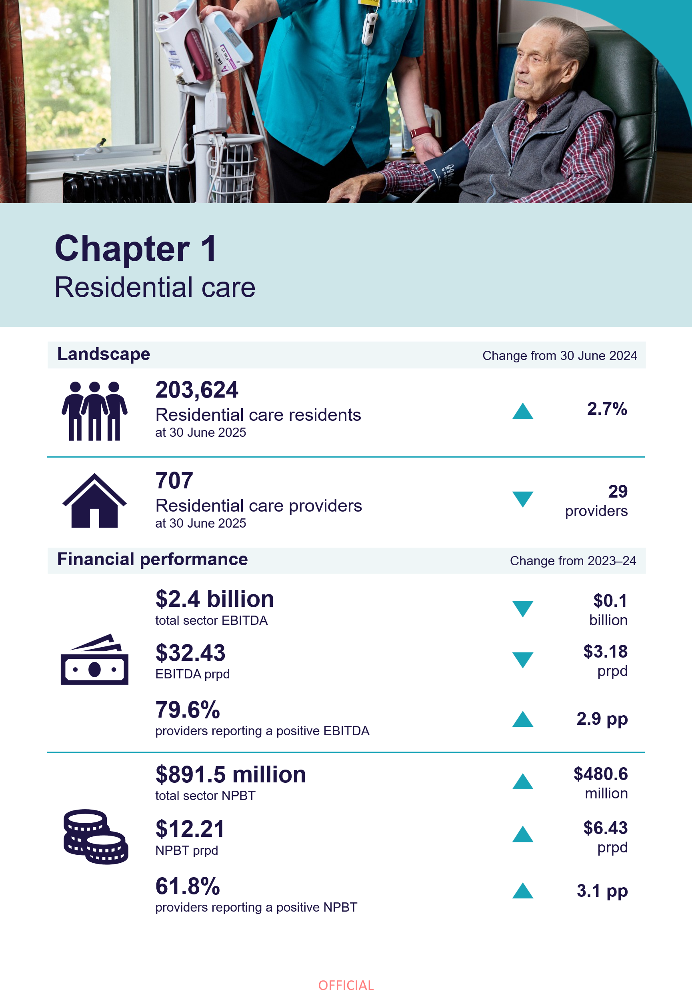 BaptistCare
Chapter 1
Residential care
Landscape
Change from 30 June 2024
203,624
Residential care residents
at 30 June 2025
2.7%
707
Residential care providers
at 30 June 2025
29
providers
Financial performance
Change from 2023–24
$2.4 billion
total sector EBITDA
$0.1
billion
$32.43
EBITDA prpd
$3.18
prpd
79.6%
providers reporting a positive EBITDA
2.9 pp
$891.5 million
total sector NPBT
$480.6
million
$12.21
NPBT prpd
$6.43
prpd
61.8%
providers reporting a positive NPBT
3.1 pp
OFFICIAL